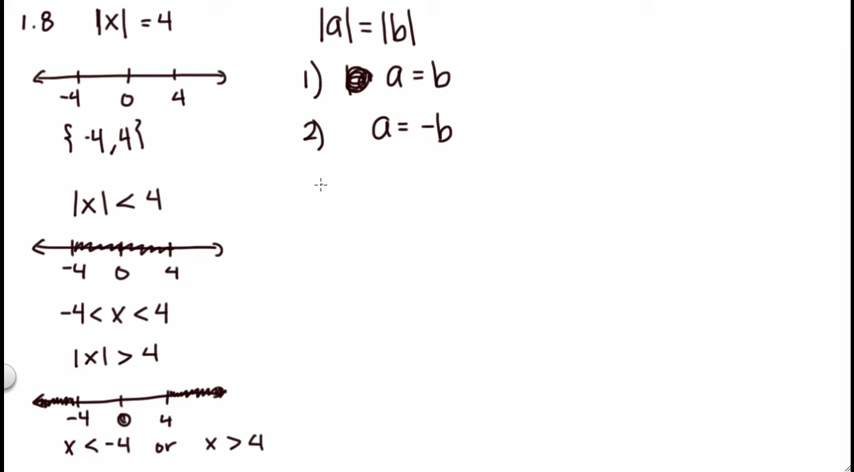 1.8 |x| = 4
-4 0 4
{-4,4}
|x| < 4
-4 0 4
-4 < x < 4
|x| > 4
-4 0 4
x < -4 or x > 4
|a| = |b|
1) a = b
2) a = -b